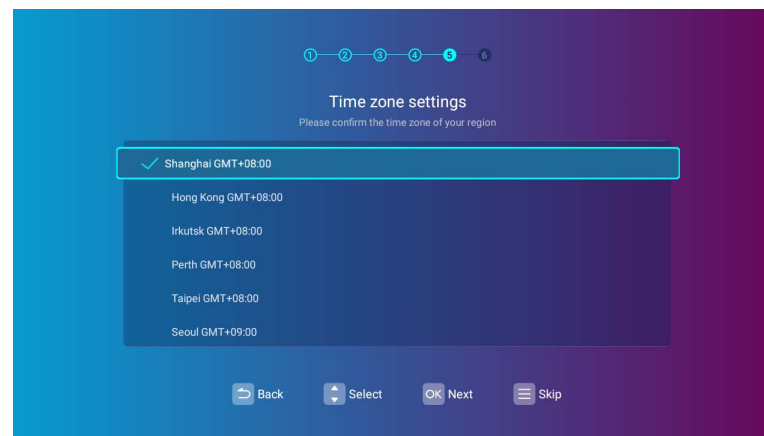 1 2 3 4 5 6
Time zone settings
Please confirm the time zone of your region
Shanghai GMT+08:00
Hong Kong GMT+08:00
Irkutsk GMT+08:00
Perth GMT+08:00
Taipei GMT+08:00
Seoul GMT+09:00
Back Select OK Next Skip